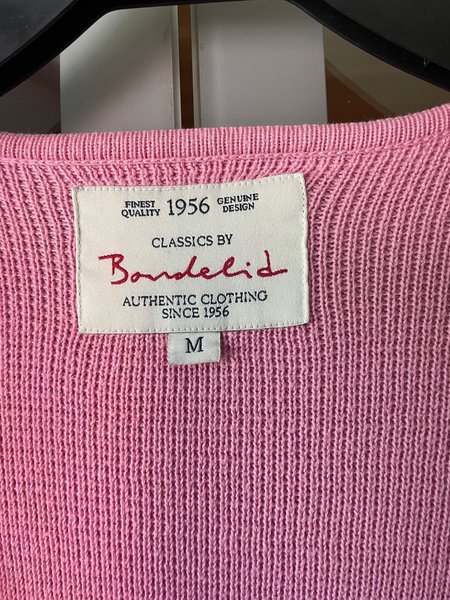 FINEST QUALITY 1956 GENUINE DESIGN
CLASSICS BY
Bondelid
AUTHENTIC CLOTHING
SINCE 1956
M